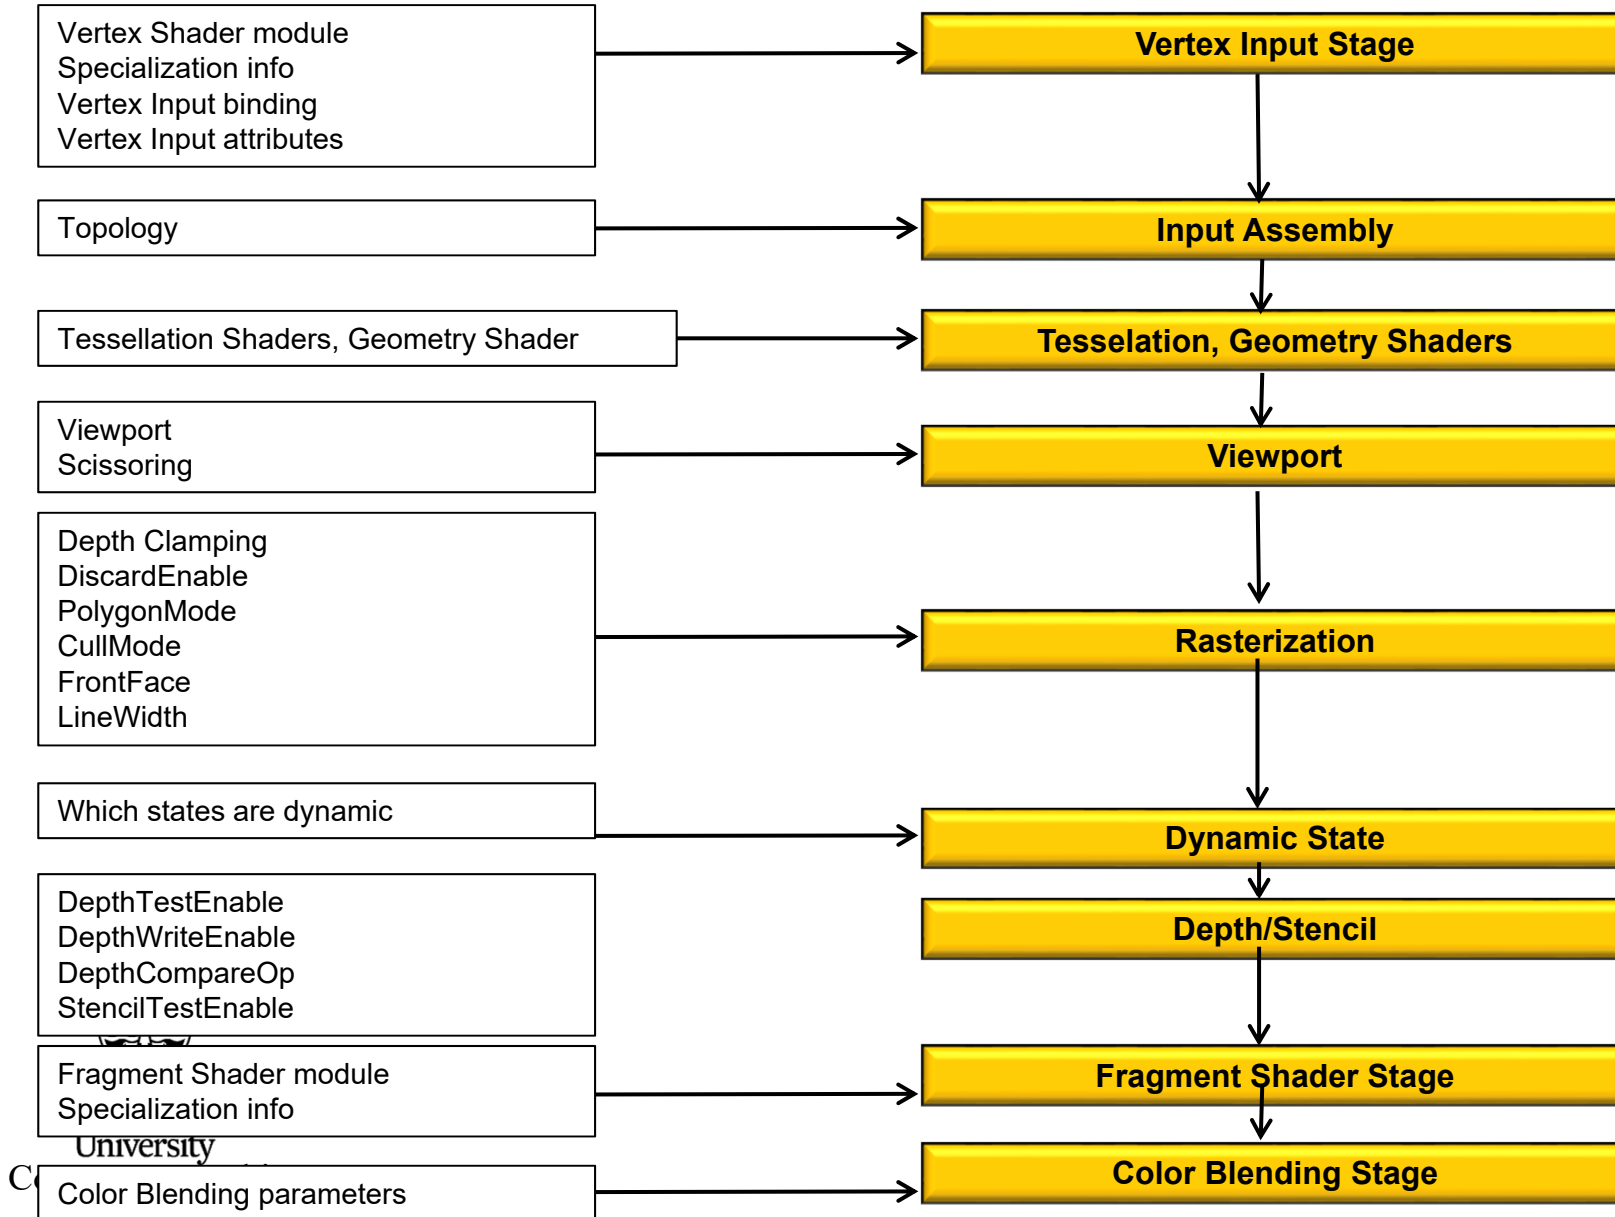 Vertex Shader module
Specialization info
Vertex Input binding
Vertex Input attributes
Vertex Input Stage
Topology
Input Assembly
Tessellation Shaders, Geometry Shader
Tesselation, Geometry Shaders
Viewport
Scissoring
Viewport
Depth Clamping
DiscardEnable
PolygonMode
CullMode
FrontFace
LineWidth
Rasterization
Which states are dynamic
Dynamic State
DepthTestEnable
DepthWriteEnable
DepthCompareOp
StencilTestEnable
Depth/Stencil
Fragment Shader module
Specialization info
Fragment Shader Stage
University
Color Blending parameters
Color Blending Stage